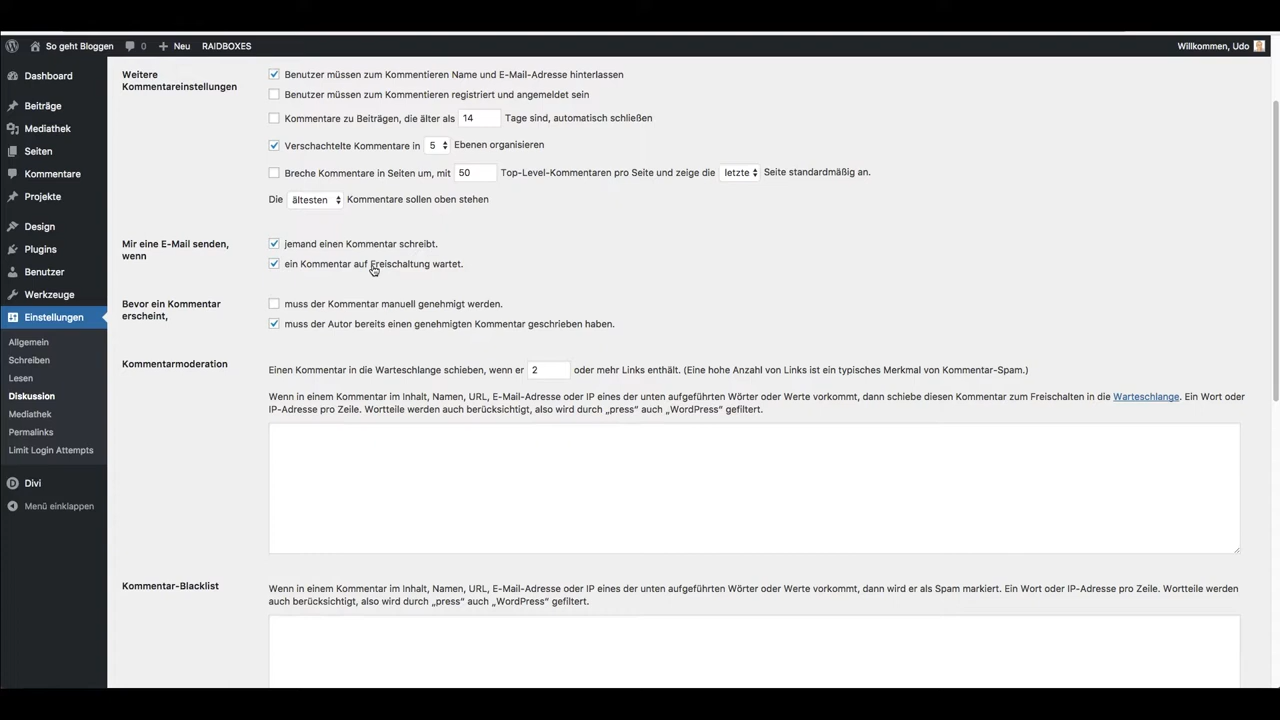 So geht Bloggen 0 + Neu RAIDBOXES Willkommen, Udo
Dashboard
Beiträge
Mediathek
Seiten
Kommentare
Projekte
Design
Plugins
Benutzer
Werkzeuge
Einstellungen
Allgemein
Schreiben
Lesen
Diskussion
Mediathek
Permalinks
Limit Login Attempts
Divi
Menü einklappen
Weitere
Kommentareinstellungen
Benutzer müssen zum Kommentieren Name und E-Mail-Adresse hinterlassen
Benutzer müssen zum Kommentieren registriert und angemeldet sein
Kommentare zu Beiträgen, die älter als 14 Tage sind, automatisch schließen
Verschachtelte Kommentare in 5 Ebenen organisieren
Breche Kommentare in Seiten um, mit 50 Top-Level-Kommentaren pro Seite und zeige die letzte Seite standardmäßig an.
Die ältesten Kommentare sollen oben stehen
Mir eine E-Mail senden,
wenn
jemand einen Kommentar schreibt.
ein Kommentar auf Freischaltung wartet.
Bevor ein Kommentar
erscheint,
muss der Kommentar manuell genehmigt werden.
muss der Autor bereits einen genehmigten Kommentar geschrieben haben.
Kommentarmoderation
Einen Kommentar in die Warteschlange schieben, wenn er 2 oder mehr Links enthält. (Eine hohe Anzahl von Links ist ein typisches Merkmal von Kommentar-Spam.)
Wenn in einem Kommentar im Inhalt, Namen, URL, E-Mail-Adresse oder IP eines der unten aufgeführten Wörter oder Werte vorkommt, dann schiebe diesen Kommentar zum Freischalten in die Warteschlange. Ein Wort oder
IP-Adresse pro Zeile. Wortteile werden auch berücksichtigt, also wird durch „press" auch „WordPress" gefiltert.
Kommentar-Blacklist
Wenn in einem Kommentar im Inhalt, Namen, URL, E-Mail-Adresse oder IP eines der unten aufgeführten Wörter oder Werte vorkommt, dann wird er als Spam markiert. Ein Wort oder IP-Adresse pro Zeile. Wortteile werden
auch berücksichtigt, also wird durch „press" auch „WordPress" gefiltert.